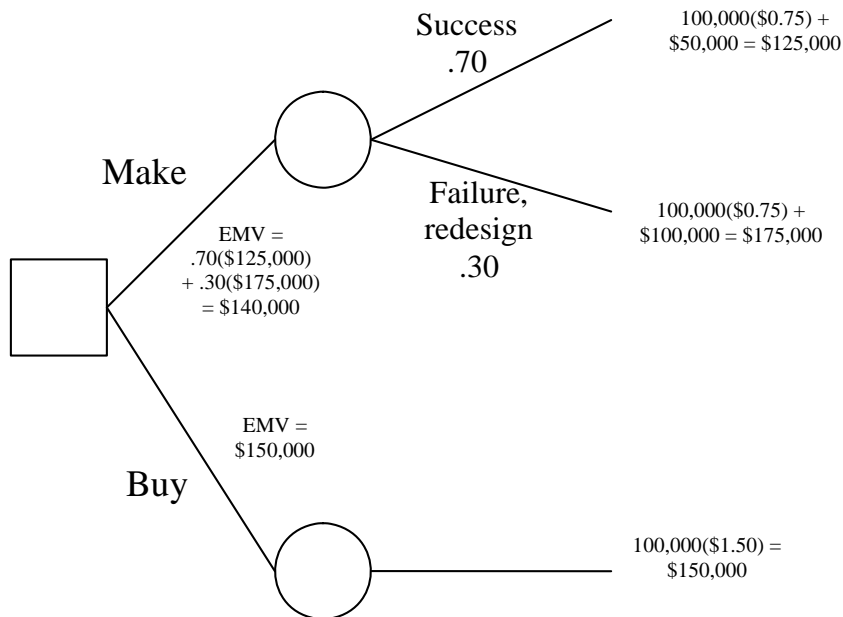 Success
.70
100,000($0.75) +
$50,000 = $125,000
Make
Failure,
redesign
.30
100,000($0.75) +
$100,000 = $175,000
EMV =
.70($125,000)
+ .30($175,000)
= $140,000
EMV =
$150,000
Buy
100,000($1.50) =
$150,000